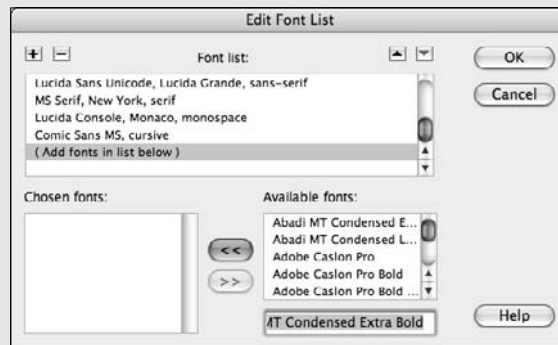 Edit Font List
Font list:
OK
Lucida Sans Unicode, Lucida Grande, sans-serif
MS Serif, New York, serif
Lucida Console, Monaco, monospace
Comic Sans MS, cursive
( Add fonts in list below )
Cancel
Chosen fonts:
Available fonts:
Abadi MT Condensed E...
Abadi MT Condensed L...
Adobe Caslon Pro
Adobe Caslon Pro Bold
Adobe Caslon Pro Bold ...
<<
>>
MT Condensed Extra Bold
Help